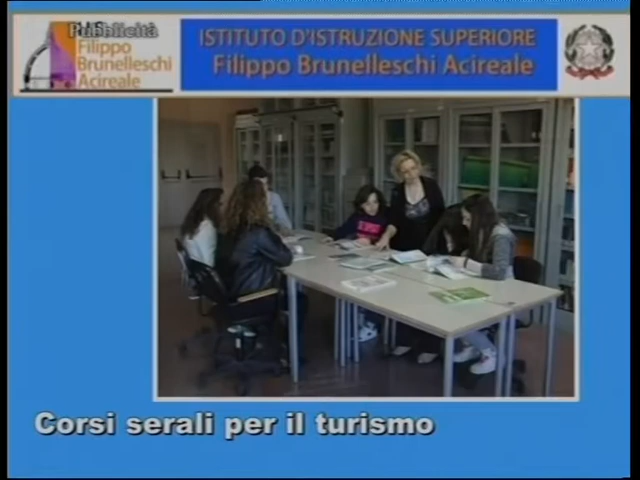 Pubblicità
Filippo
Brunelleschi
Acireale
ISTITUTO D'ISTRUZIONE SUPERIORE
Filippo Brunelleschi Acireale
Corsi serali per il turismo